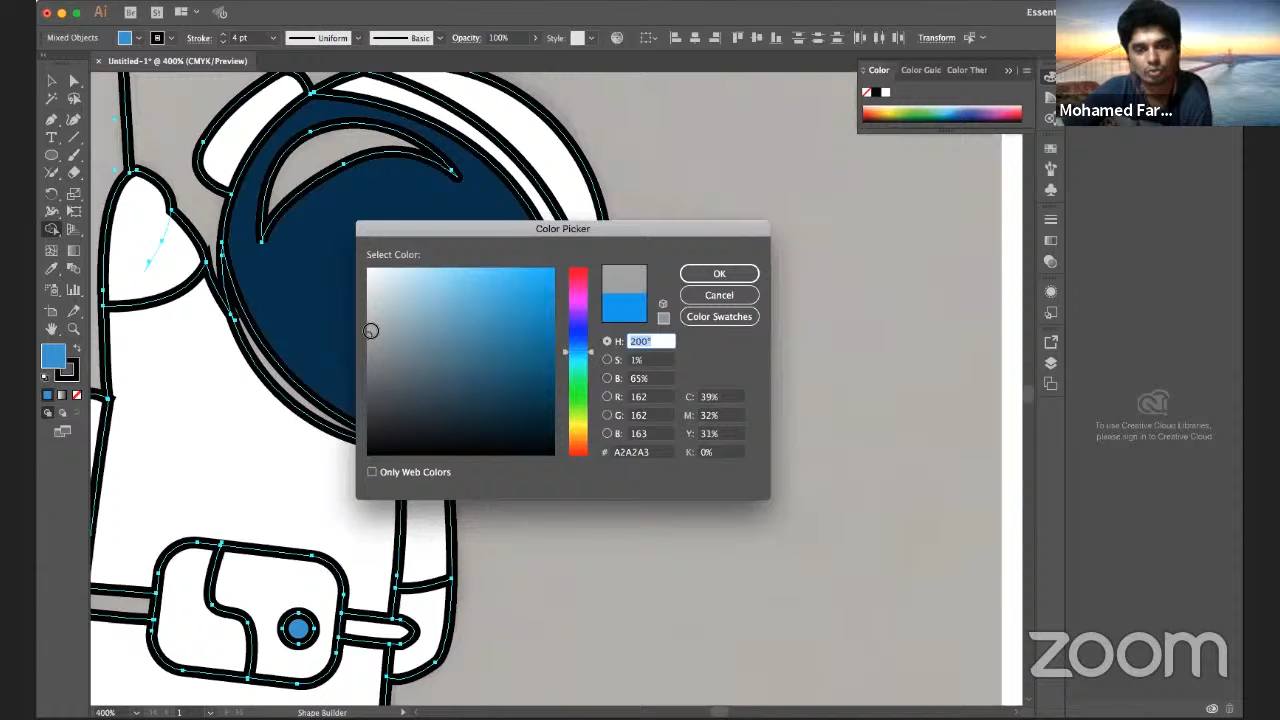 Ai Br St Essent
Mixed Objects Stroke: 4 pt Uniform Basic Opacity: 100% Style: Transform
× Untitled-1* @ 400% (CMYK/Preview)
Color Color Guic Color Ther
Mohamed Far...
Color Picker
Select Color:
OK
Cancel
Color Swatches
H: 200°
S: 1%
B: 65%
R: 162 C: 39%
G: 162 M: 32%
B: 163 Y: 31%
# A2A2A3 K: 0%
Only Web Colors
To use Creative Cloud Libraries,
please sign in to Creative Cloud
zoom
400% 1 Shape Builder